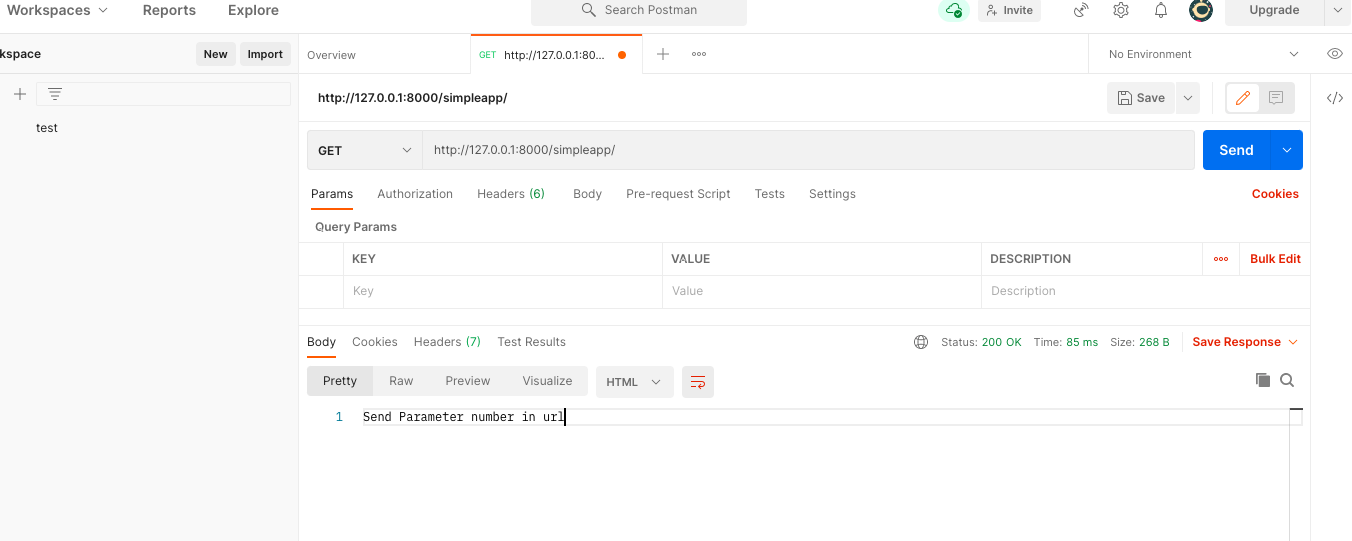 Workspaces Reports Explore Search Postman Invite Upgrade
kspace New Import Overview GET http://127.0.0.1:80... No Environment
http://127.0.0.1:8000/simpleapp/ Save
test
GET http://127.0.0.1:8000/simpleapp/ Send
Params Authorization Headers (6) Body Pre-request Script Tests Settings Cookies
Query Params
KEY VALUE DESCRIPTION Bulk Edit
Key Value Description
Body Cookies Headers (7) Test Results Status: 200 OK Time: 85 ms Size: 268 B Save Response
Pretty Raw Preview Visualize HTML
1 Send Parameter number in url